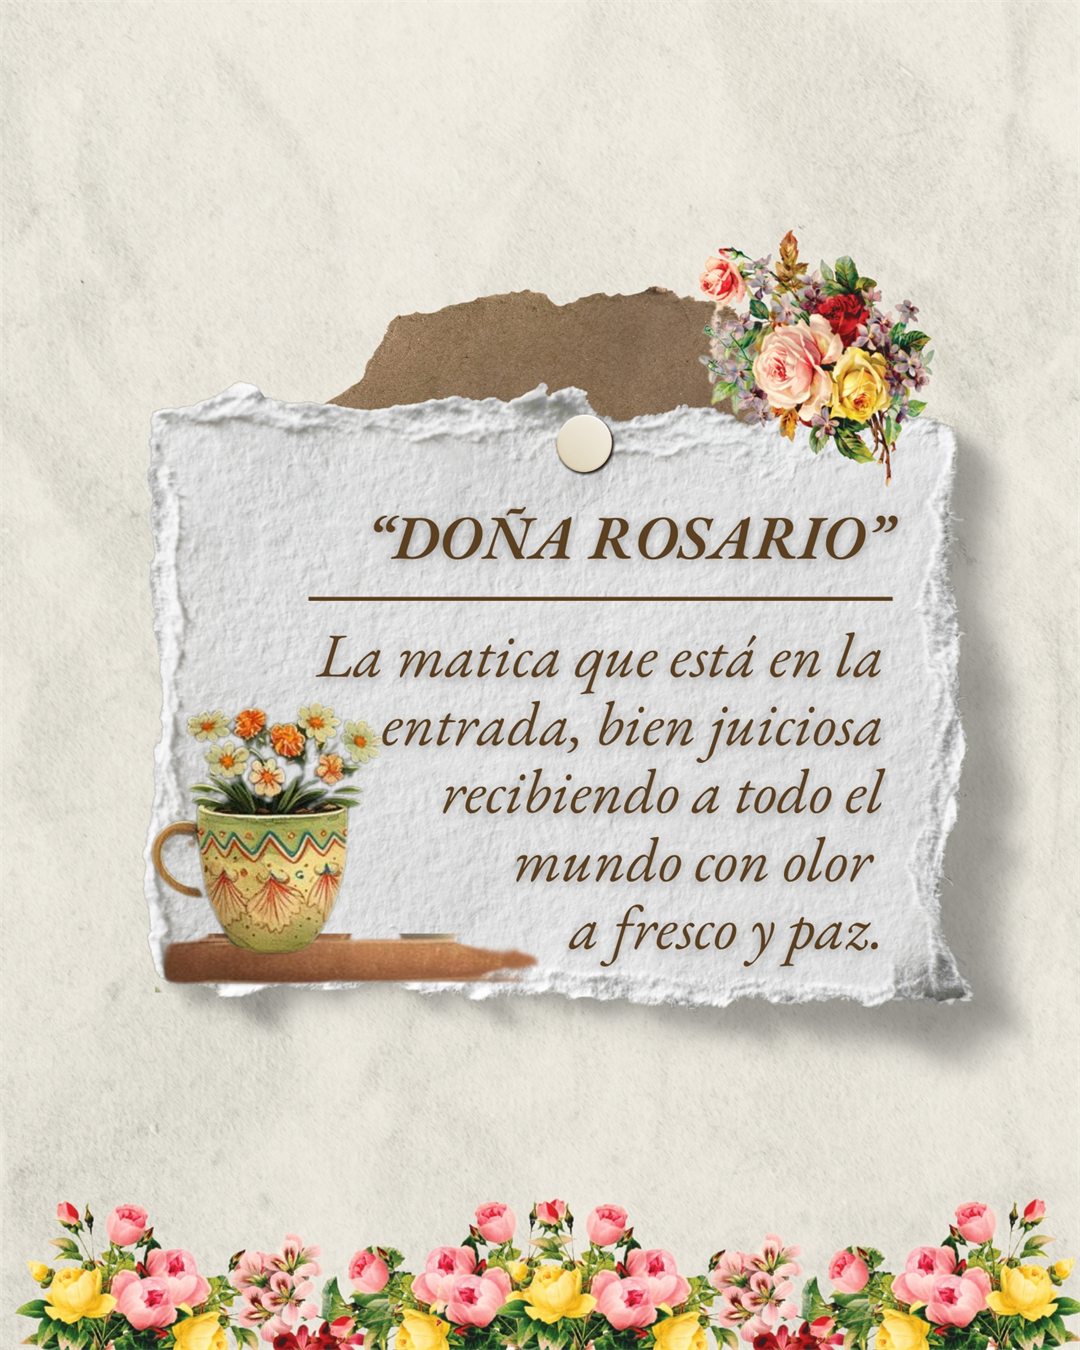 “DOÑA ROSARIO”
La matica que está en la
entrada, bien juiciosa
recibiendo a todo el
mundo con olor
a fresco y paz.